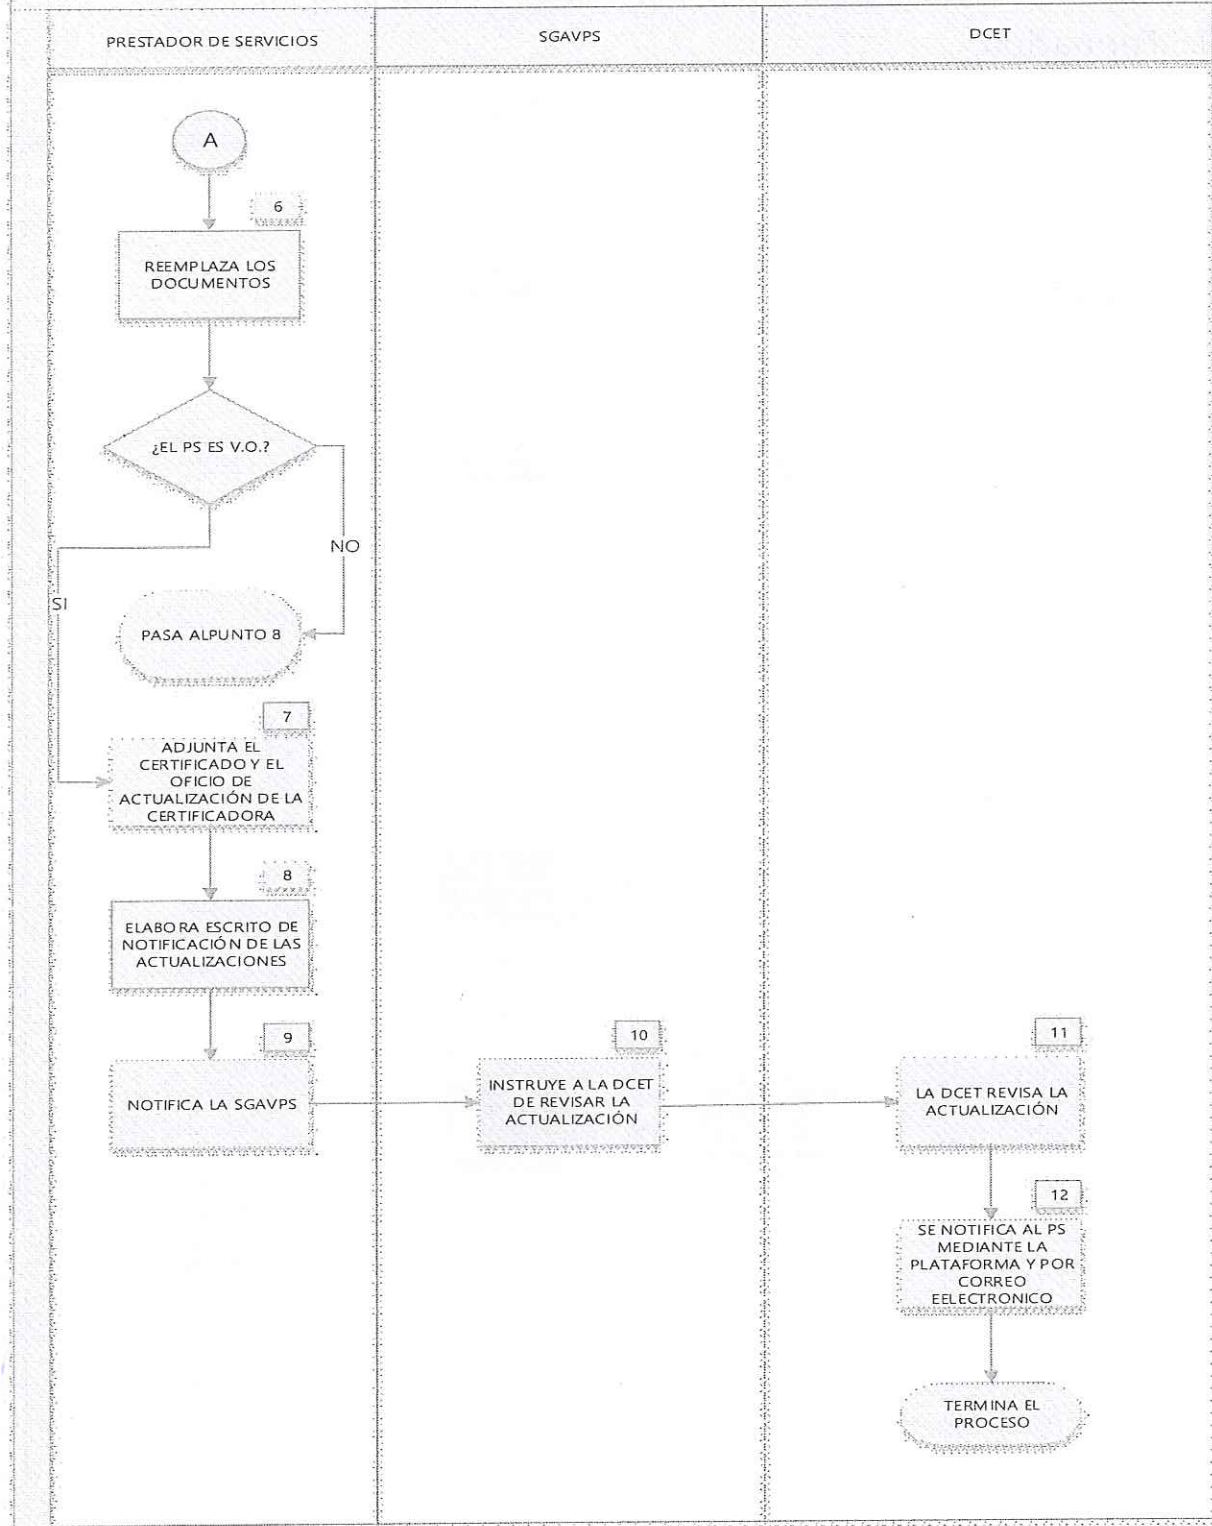 PRESTADOR DE SERVICIOS
SGAVPS
DCET
A
6
REEMPLAZA LOS
DOCUMENTOS
¿EL PS ES V.O.?
NO
SI
PASA ALPUNTO 8
7
ADJUNTA EL
CERTIFICADO Y EL
OFICIO DE
ACTUALIZACIÓN DE LA
CERTIFICADORA
8
ELABORA ESCRITO DE
NOTIFICACIÓN DE LAS
ACTUALIZACIONES
9
NOTIFICA LA SGAVPS
10
INSTRUYE A LA DCET
DE REVISAR LA
ACTUALIZACIÓN
11
LA DCET REVISA LA
ACTUALIZACIÓN
12
SE NOTIFICA AL PS
MEDIANTE LA
PLATAFORMA Y POR
CORREO
EELECTRONICO
TERMINA EL
PROCESO